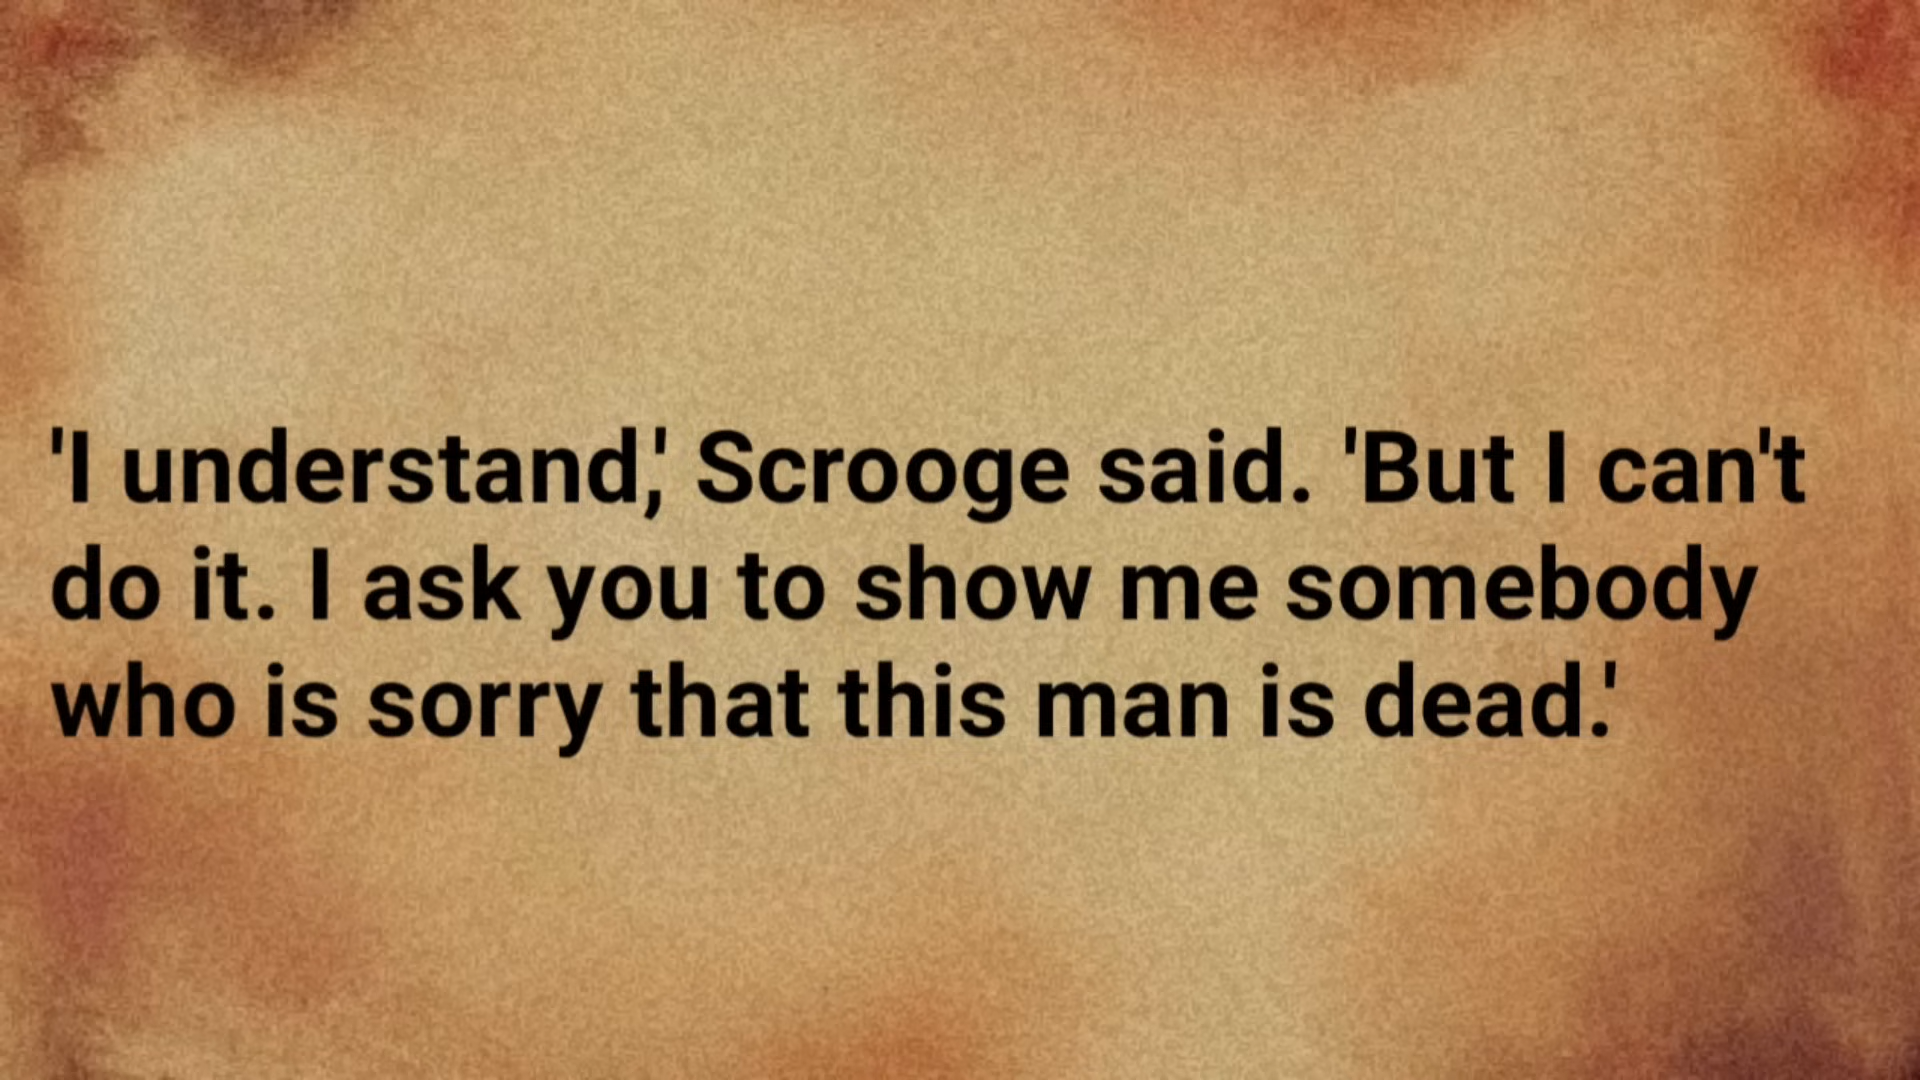 'I understand,' Scrooge said. 'But I can't
do it. I ask you to show me somebody
who is sorry that this man is dead.'